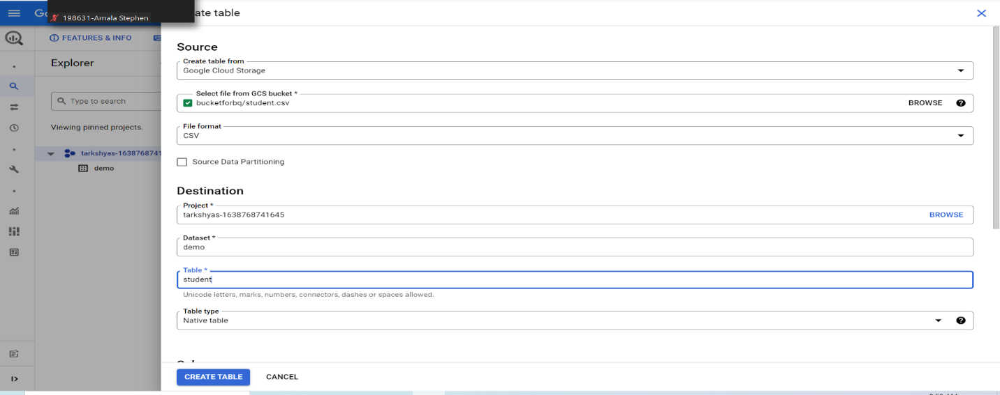 Go
198631-Amala Stephen
ate table
FEATURES & INFO
Explorer
Type to search
Viewing pinned projects.
tarkshyas-1638768741
demo
Source
Create table from
Google Cloud Storage
Select file from GCS bucket *
bucketforbq/student.csv
BROWSE
File format
CSV
Source Data Partitioning
Destination
Project *
tarkshyas-1638768741645
BROWSE
Dataset *
demo
Table *
student
Unicode letters, marks, numbers, connectors, dashes or spaces allowed.
Table type
Native table
CREATE TABLE
CANCEL